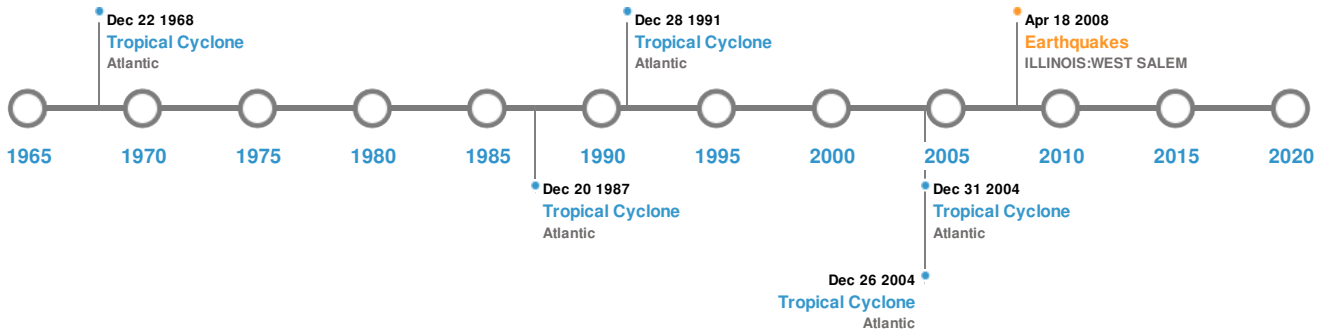 Dec 22 1968
Tropical Cyclone
Atlantic
Dec 28 1991
Tropical Cyclone
Atlantic
Apr 18 2008
Earthquakes
ILLINOIS:WEST SALEM
1965 1970 1975 1980 1985 1990 1995 2000 2005 2010 2015 2020
Dec 20 1987
Tropical Cyclone
Atlantic
Dec 31 2004
Tropical Cyclone
Atlantic
Dec 26 2004
Tropical Cyclone
Atlantic